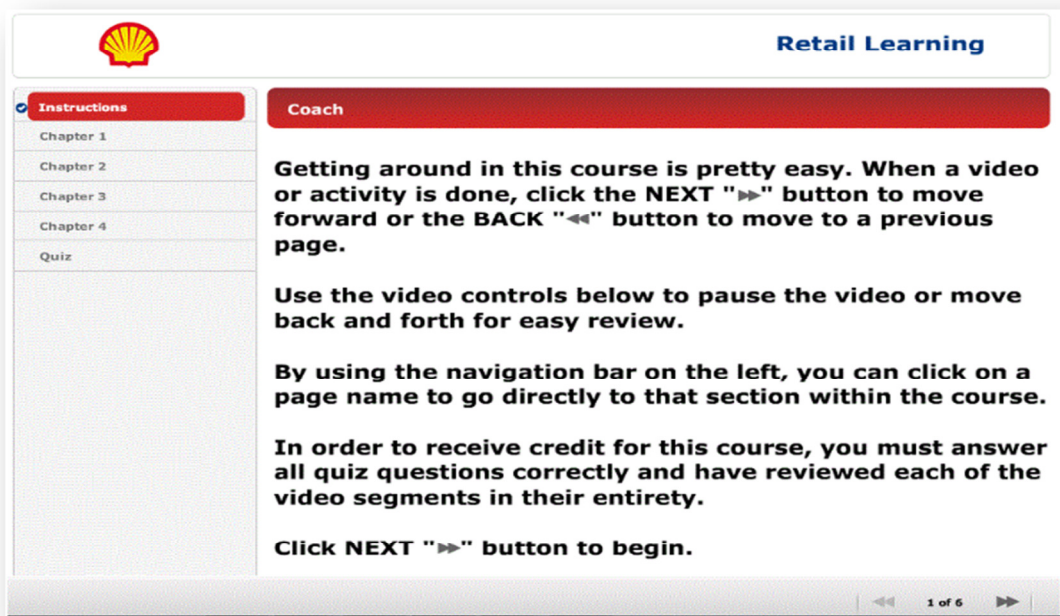 Retail Learning
Instructions
Chapter 1
Chapter 2
Chapter 3
Chapter 4
Quiz
Coach
Getting around in this course is pretty easy. When a video
or activity is done, click the NEXT "▶▶" button to move
forward or the BACK "◀◀" button to move to a previous
page.
Use the video controls below to pause the video or move
back and forth for easy review.
By using the navigation bar on the left, you can click on a
page name to go directly to that section within the course.
In order to receive credit for this course, you must answer
all quiz questions correctly and have reviewed each of the
video segments in their entirety.
Click NEXT "▶▶" button to begin.
1 of 6